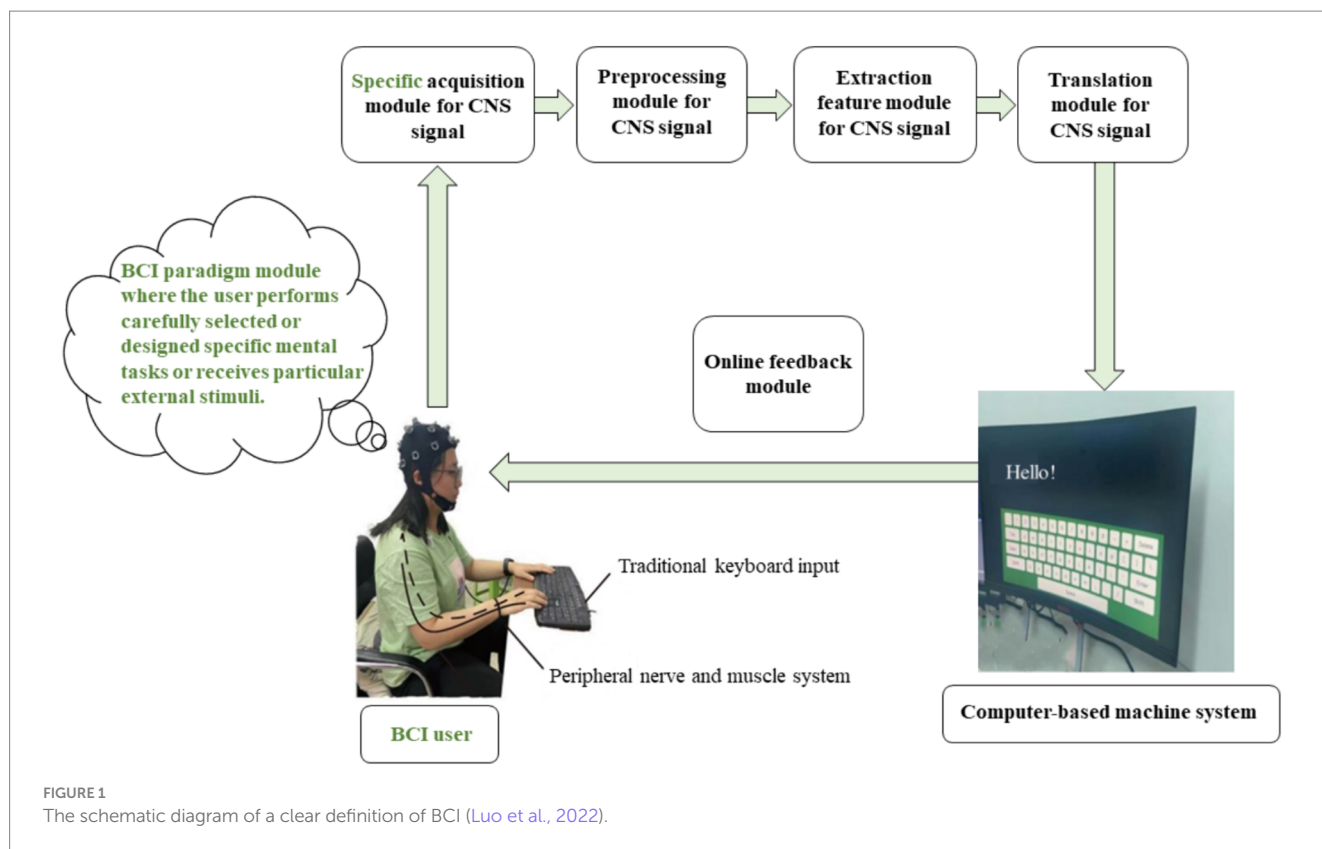 Specific acquisition
module for CNS
signal
Preprocessing
module for
CNS signal
Extraction
feature module
for CNS signal
Translation
module for
CNS signal
BCI paradigm module
where the user performs
carefully selected or
designed specific mental
tasks or receives particular
external stimuli.
Online feedback
module
Hello!
Traditional keyboard input
Peripheral nerve and muscle system
BCI user
Computer-based machine system
FIGURE 1
The schematic diagram of a clear definition of BCI (Luo et al., 2022).